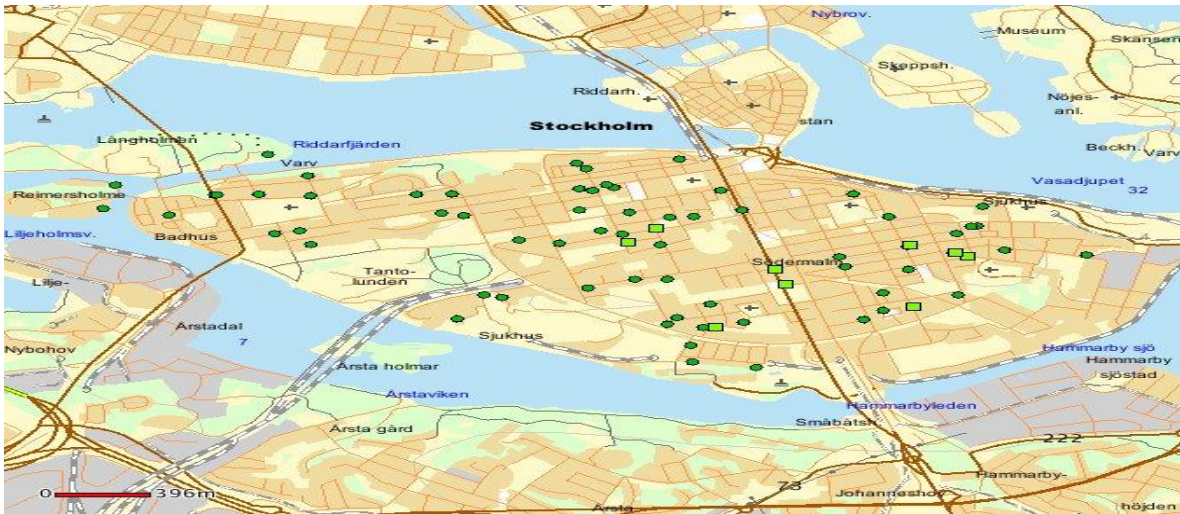 Nybrov.
Museum
Skansen
Skeppsh.
Riddarh.
Nöjes-
anl.
Stockholm
stan
Långholmen
Riddarfjärden
Beckh.
Varv
Varv
Vasadjupet
32
Reimersholme
Sjukhus
Liljeholmsv.
Badhus
Södermalm
Tanto-
lunden
Lilje-
Årstadal
7
Sjukhus
Nybohov
Hammarby sjö
Hammarby
sjöstad
Årsta holmar
Årstaviken
Hammarbyleden
Småbåtsh.
Årsta gård
222
Hammarby-
höjden
73
Johanneshov
0
396m
Årsta